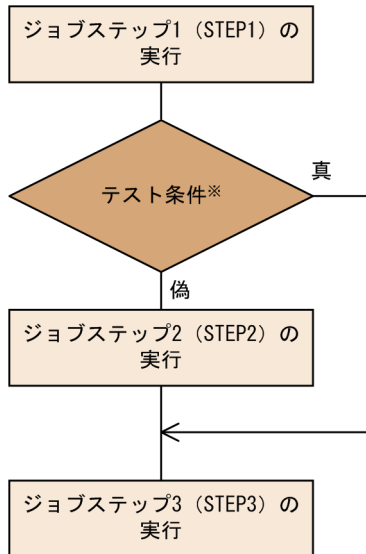 ジョブステップ1（STEP1）の
実行
テスト条件※
真
偽
ジョブステップ2（STEP2）の
実行
ジョブステップ3（STEP3）の
実行